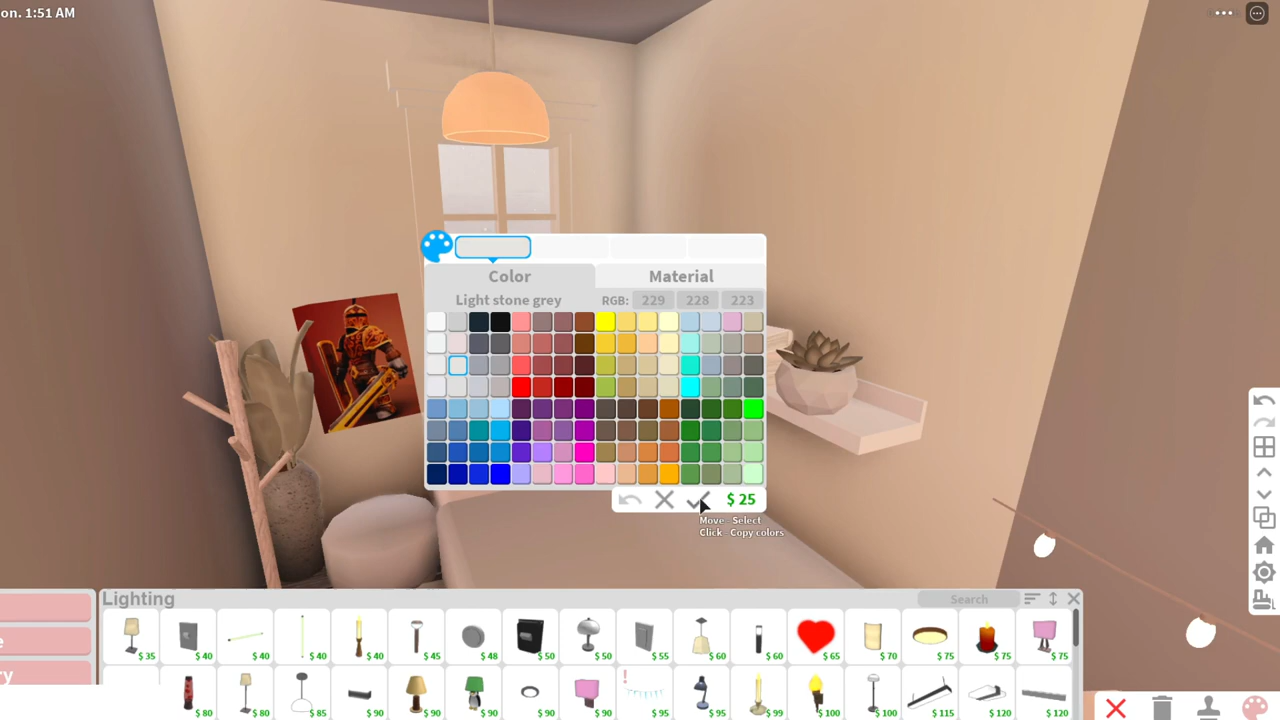 on. 1:51 AM
Color
Material
Light stone grey
RGB: 229 228 223
$ 25
Move Select
Click Copy colors
Lighting
Search
e
$ 35 $ 40 $ 40 $ 40 $ 40 $ 45 $ 48 $ 50 $ 50 $ 55 $ 60 $ 60 $ 65 $ 70 $ 75 $ 75 $ 75
ry
$ 80 $ 80 $ 85 $ 90 $ 90 $ 90 $ 90 $ 90 $ 95 $ 95 $ 99 $ 100 $ 100 $ 115 $ 120 $ 120